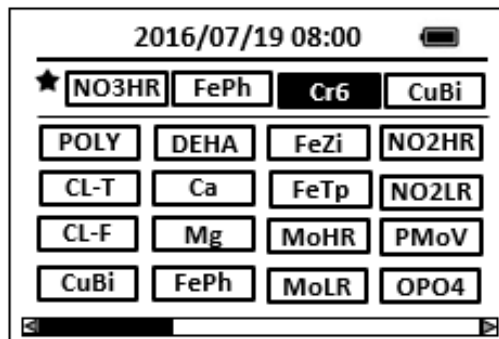 2016/07/19 08:00
NO3HR FePh Cr6 CuBi
POLY DEHA FeZi NO2HR
CL-T Ca FeTp NO2LR
CL-F Mg MoHR PMoV
CuBi FePh MoLR OPO4